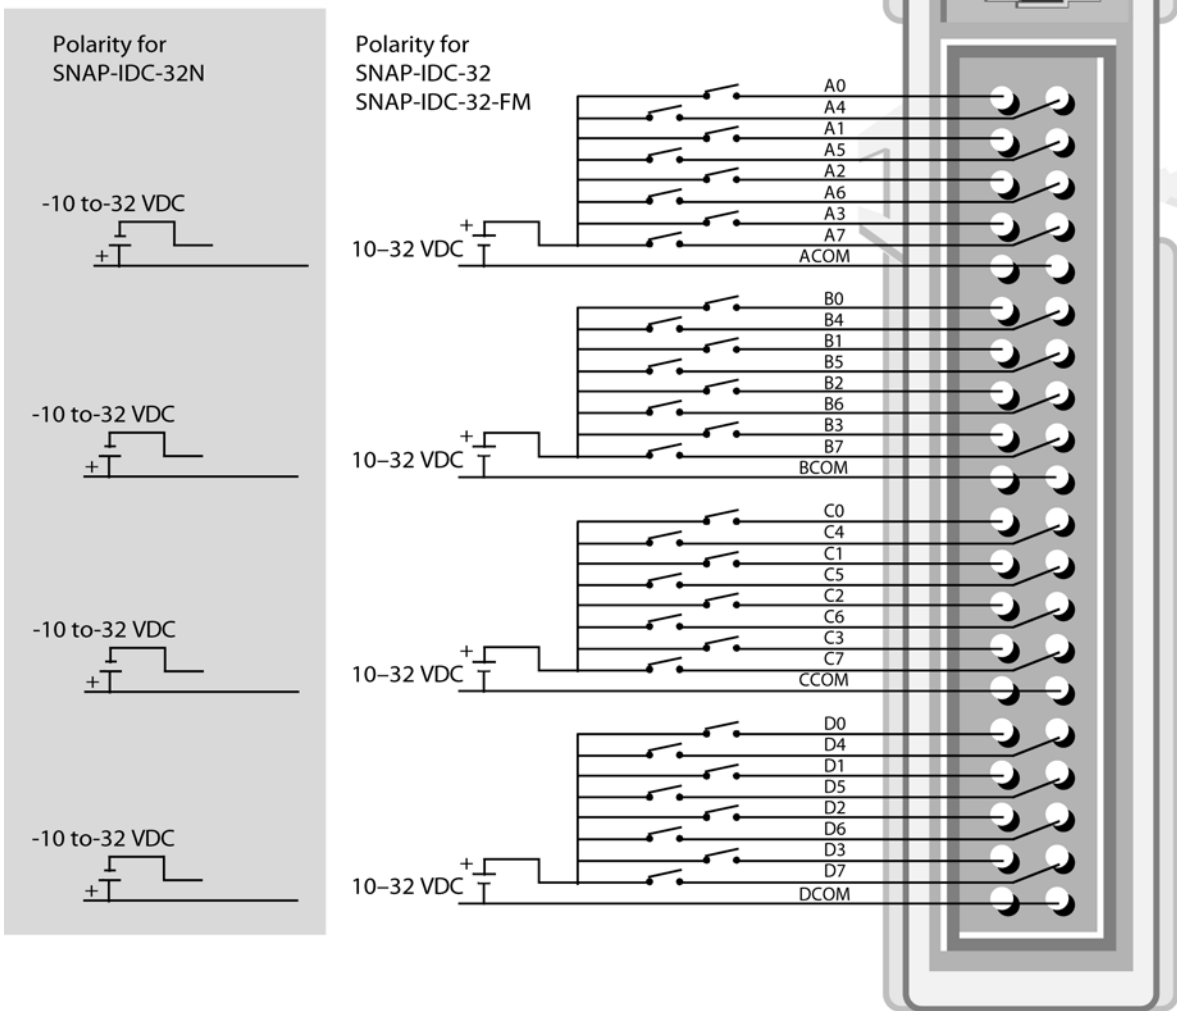 Polarity for
SNAP-IDC-32N
-10 to-32 VDC
+
-10 to-32 VDC
+
-10 to-32 VDC
+
-10 to-32 VDC
+
Polarity for
SNAP-IDC-32
SNAP-IDC-32-FM
A0
A4
A1
A5
A2
A6
A3
A7
ACOM
+
10–32 VDC
B0
B4
B1
B5
B2
B6
B3
B7
BCOM
+
10–32 VDC
C0
C4
C1
C5
C2
C6
C3
C7
CCOM
+
10–32 VDC
D0
D4
D1
D5
D2
D6
D3
D7
DCOM
+
10–32 VDC